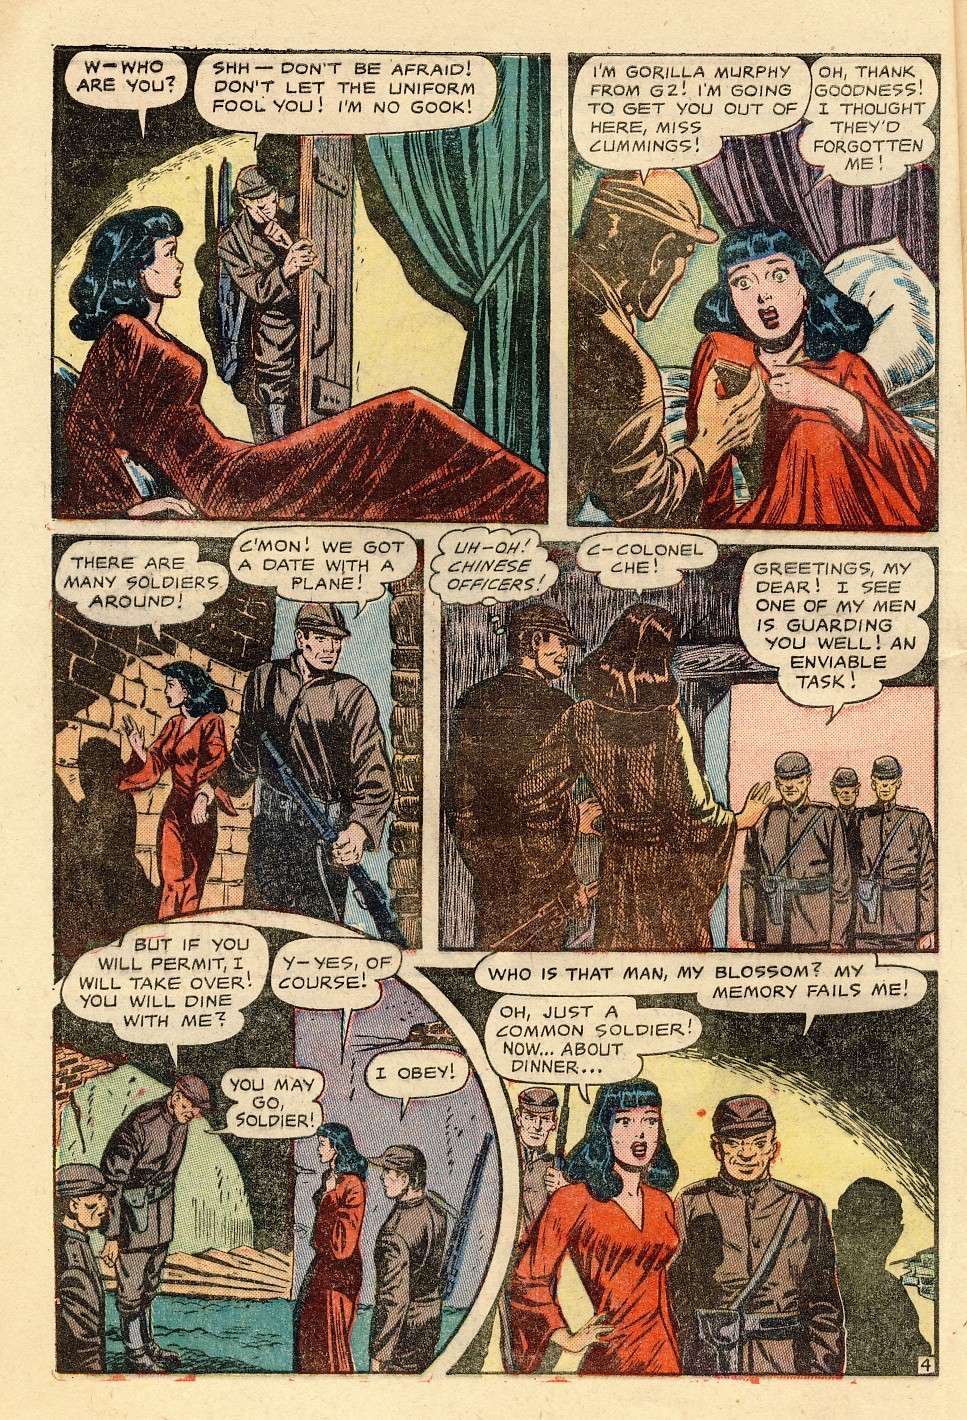 W-WHO
ARE YOU?
SHH - DON'T BE AFRAID!
DON'T LET THE UNIFORM
FOOL YOU! I'M NO GOOK!
I'M GORILLA MURPHY
FROM G2! I'M GOING
TO GET YOU OUT OF
HERE, MISS
CUMMINGS!
OH, THANK
GOODNESS!
I THOUGHT
THEY'D
FORGOTTEN
ME!
THERE ARE
MANY SOLDIERS
AROUND!
C'MON! WE GOT
A DATE WITH A
PLANE!
UH-OH!
CHINESE
OFFICERS!
C-COLONEL
CHE!
GREETINGS, MY
DEAR! I SEE
ONE OF MY MEN
IS GUARDING
YOU WELL! AN
ENVIABLE
TASK!
BUT IF YOU
WILL PERMIT, I
WILL TAKE OVER!
YOU WILL DINE
WITH ME?
Y-YES, OF
COURSE!
YOU MAY
GO,
SOLDIER!
I OBEY!
WHO IS THAT MAN, MY BLOSSOM? MY
MEMORY FAILS ME!
OH, JUST A
COMMON SOLDIER!
NOW... ABOUT
DINNER...
4